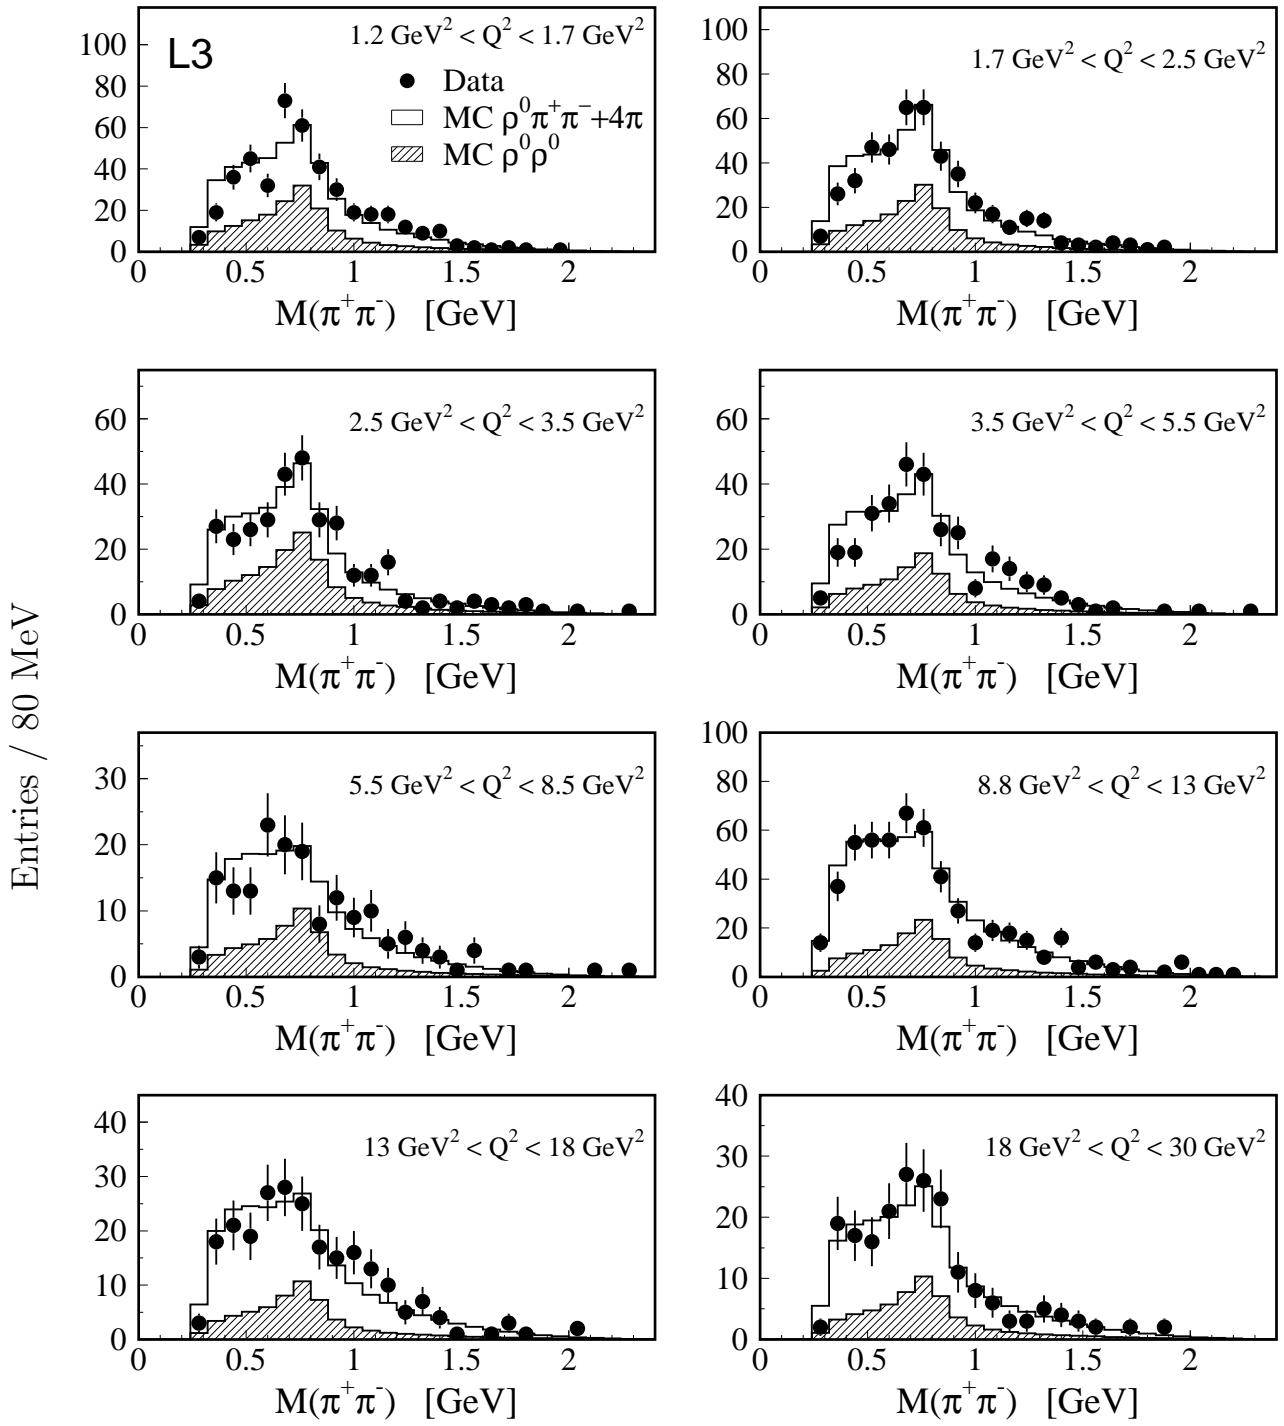 Entries / 80 MeV
L3
1.2 GeV² < Q² < 1.7 GeV²
Data
MC ρ⁰π⁺π⁻+4π
MC ρ⁰ρ⁰
100
80
60
40
20
0
0 0.5 1 1.5 2
M(π⁺π⁻) [GeV]
1.7 GeV² < Q² < 2.5 GeV²
100
80
60
40
20
0
0 0.5 1 1.5 2
M(π⁺π⁻) [GeV]
2.5 GeV² < Q² < 3.5 GeV²
60
40
20
0
0 0.5 1 1.5 2
M(π⁺π⁻) [GeV]
3.5 GeV² < Q² < 5.5 GeV²
60
40
20
0
0 0.5 1 1.5 2
M(π⁺π⁻) [GeV]
5.5 GeV² < Q² < 8.5 GeV²
30
20
10
0
0 0.5 1 1.5 2
M(π⁺π⁻) [GeV]
8.8 GeV² < Q² < 13 GeV²
100
80
60
40
20
0
0 0.5 1 1.5 2
M(π⁺π⁻) [GeV]
13 GeV² < Q² < 18 GeV²
40
30
20
10
0
0 0.5 1 1.5 2
M(π⁺π⁻) [GeV]
18 GeV² < Q² < 30 GeV²
40
30
20
10
0
0 0.5 1 1.5 2
M(π⁺π⁻) [GeV]